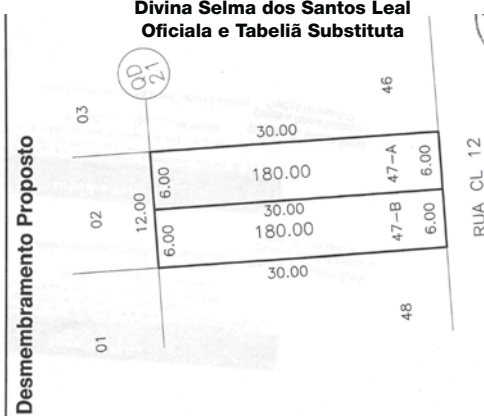 Divina Selma dos Santos Leal
Oficiala e Tabeliã Substituta
Desmembramento Proposto
QD
21
03
02
01
46
30.00
12.00
6.00
180.00
47-A
6.00
30.00
6.00
180.00
47-B
6.00
30.00
48
RUA CL 12